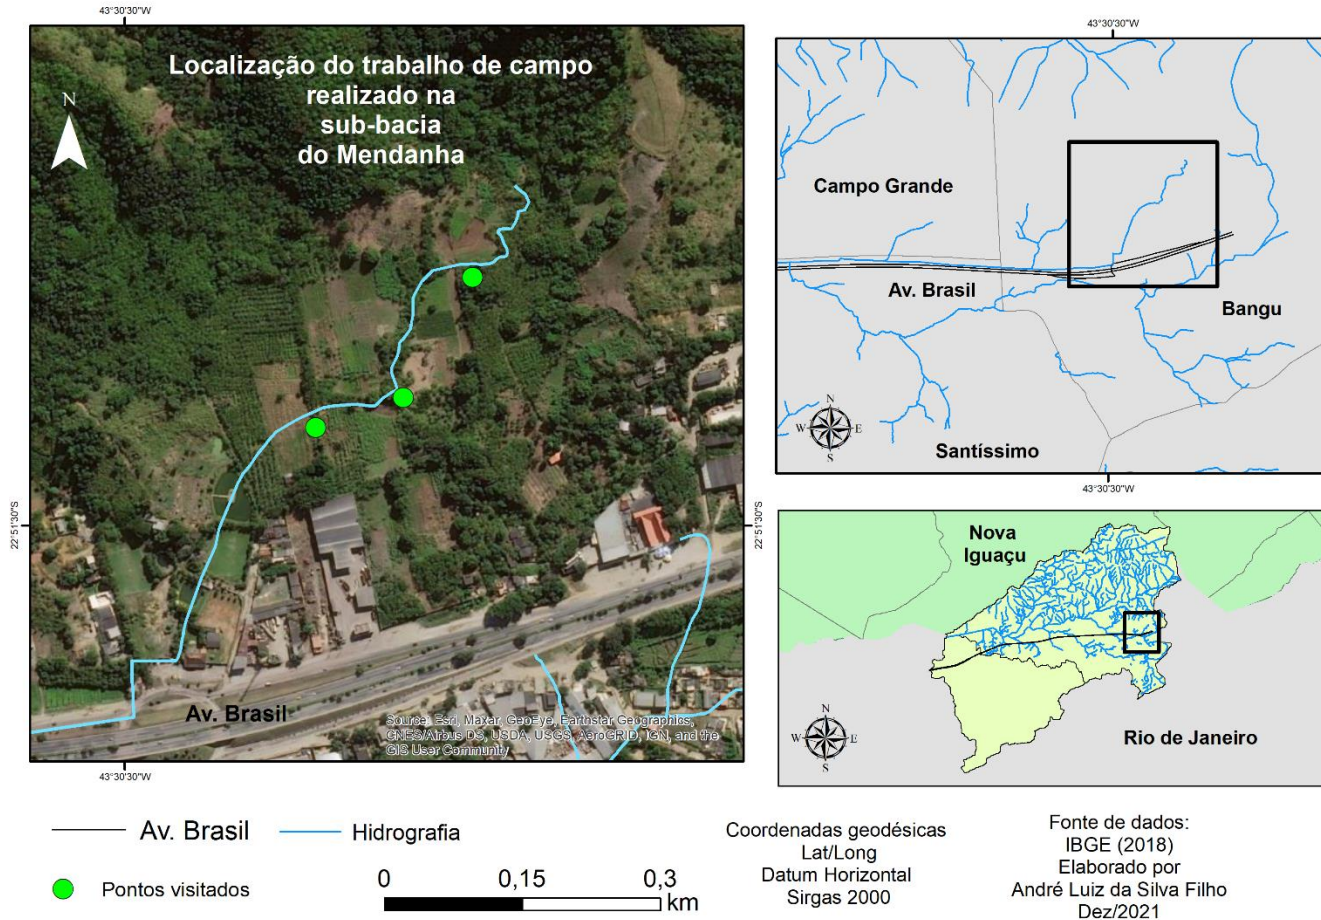 43°30'30"W
Localização do trabalho de campo
realizado na
sub-bacia
do Mendanha
N
22°51'30"S
Av. Brasil
Source: Esri, Maxar, GeoEye, Earthstar Geographics,
CNES/Airbus DS, USDA, USGS, AeroGRID, IGN, and the
GIS User Community
43°30'30"W
43°30'30"W
Campo Grande
Av. Brasil
Bangu
Santíssimo
N
W E
S
43°30'30"W
22°51'30"S
Nova
Iguaçu
Rio de Janeiro
N
W E
S
Av. Brasil
Hidrografia
Pontos visitados
0 0,15 0,3
km
Coordenadas geodésicas
Lat/Long
Datum Horizontal
Sirgas 2000
Fonte de dados:
IBGE (2018)
Elaborado por
André Luiz da Silva Filho
Dez/2021